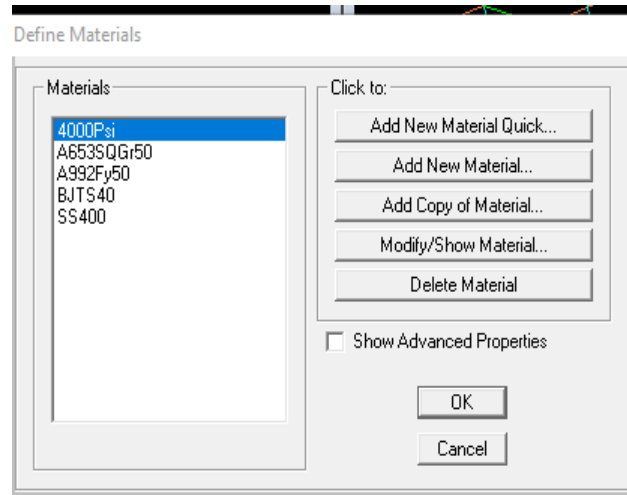 Define Materials
Materials
4000Psi
A653SQGr50
A992Fy50
BJTS40
SS400
Click to:
Add New Material Quick...
Add New Material...
Add Copy of Material...
Modify/Show Material...
Delete Material
Show Advanced Properties
OK
Cancel